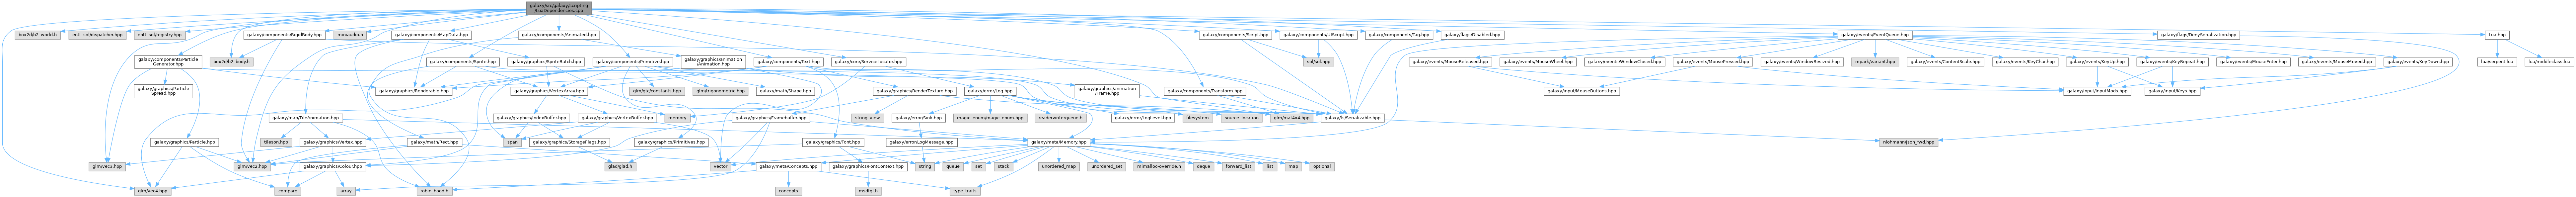 galaxy/src/galaxy/scripting
/LuaDependencies.cpp
box2d/b2_world.h
entt_sol/dispatcher.hpp
entt_sol/registry.hpp
galaxy/components/RigidBody.hpp
miniaudio.h
galaxy/components/MapData.hpp
galaxy/components/Animated.hpp
galaxy/components/Script.hpp
galaxy/components/UIScript.hpp
galaxy/components/Tag.hpp
galaxy/flags/Disabled.hpp
galaxy/events/EventQueue.hpp
galaxy/flags/DenySerialization.hpp
Lua.hpp
galaxy/components/Particle
Generator.hpp
box2d/b2_body.h
galaxy/components/Sprite.hpp
galaxy/graphics/SpriteBatch.hpp
galaxy/components/Primitive.hpp
galaxy/graphics/animation
/Animation.hpp
galaxy/components/Text.hpp
galaxy/core/ServiceLocator.hpp
sol/sol.hpp
galaxy/events/MouseReleased.hpp
galaxy/events/MouseWheel.hpp
galaxy/events/WindowClosed.hpp
galaxy/events/MousePressed.hpp
galaxy/events/WindowResized.hpp
mpark/variant.hpp
galaxy/events/ContentScale.hpp
galaxy/events/KeyChar.hpp
galaxy/events/KeyUp.hpp
galaxy/events/KeyRepeat.hpp
galaxy/events/MouseEnter.hpp
galaxy/events/MouseMoved.hpp
galaxy/events/KeyDown.hpp
lua/serpent.lua
lua/middleclass.lua
galaxy/graphics/Particle
Spread.hpp
galaxy/graphics/Renderable.hpp
galaxy/graphics/VertexArray.hpp
glm/gtc/constants.hpp
glm/trigonometric.hpp
galaxy/math/Shape.hpp
galaxy/graphics/RenderTexture.hpp
galaxy/error/Log.hpp
galaxy/graphics/animation
/Frame.hpp
galaxy/components/Transform.hpp
galaxy/input/MouseButtons.hpp
galaxy/input/InputMods.hpp
galaxy/input/Keys.hpp
galaxy/map/TileAnimation.hpp
galaxy/graphics/IndexBuffer.hpp
galaxy/graphics/VertexBuffer.hpp
memory
galaxy/graphics/Framebuffer.hpp
string_view
galaxy/error/Sink.hpp
magic_enum/magic_enum.hpp
readerwriterqueue.h
galaxy/error/LogLevel.hpp
filesystem
source_location
glm/mat4x4.hpp
galaxy/fs/Serializable.hpp
galaxy/graphics/Particle.hpp
tileson.hpp
galaxy/graphics/Vertex.hpp
galaxy/math/Rect.hpp
span
galaxy/graphics/StorageFlags.hpp
galaxy/graphics/Primitives.hpp
galaxy/graphics/Font.hpp
galaxy/error/LogMessage.hpp
galaxy/meta/Memory.hpp
nlohmann/json_fwd.hpp
glm/vec3.hpp
glm/vec2.hpp
galaxy/graphics/Colour.hpp
glad/glad.h
vector
galaxy/meta/Concepts.hpp
galaxy/graphics/FontContext.hpp
string
queue
set
stack
unordered_map
unordered_set
mimalloc-override.h
deque
forward_list
list
map
optional
glm/vec4.hpp
compare
array
robin_hood.h
concepts
msdfgl.h
type_traits